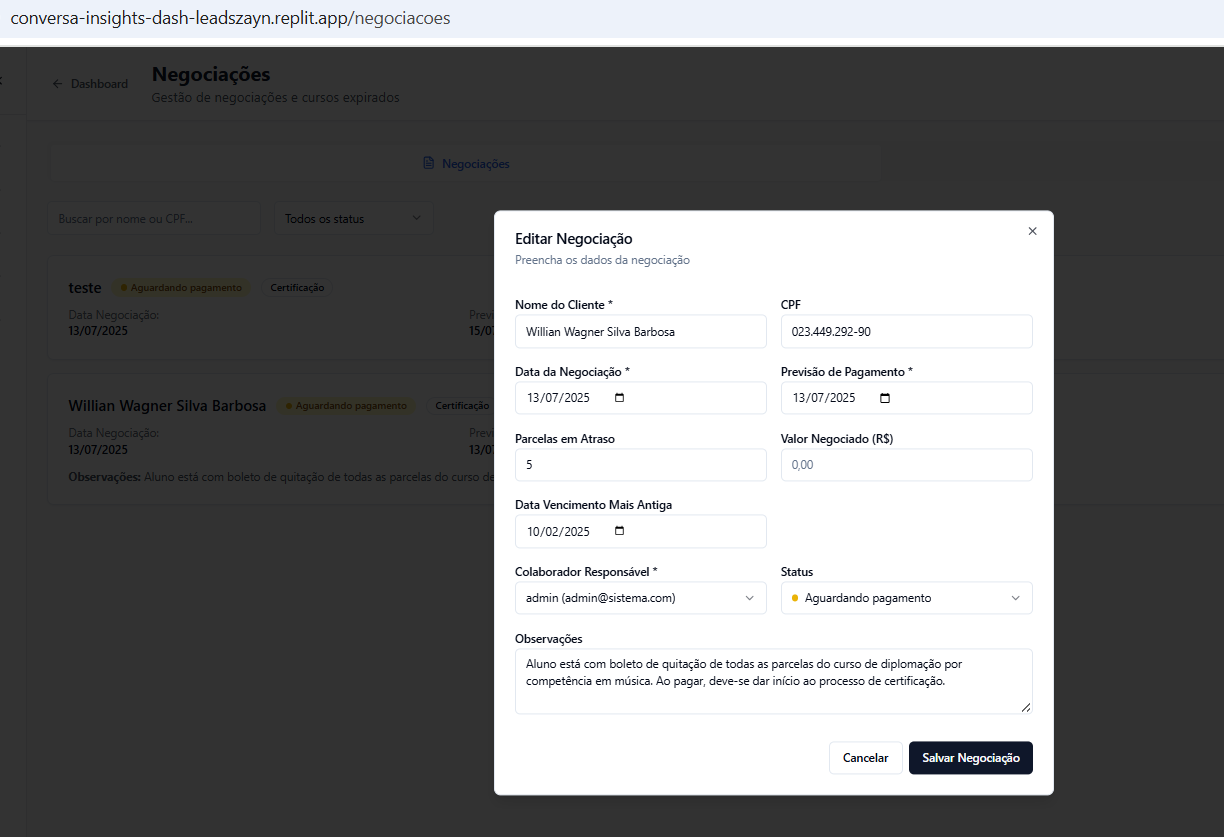 conversa-insights-dash-leadszayn.replit.app/negociacoes
← Dashboard
Negociações
Gestão de negociações e cursos expirados
Negociações
Buscar por nome ou CPF...
Todos os status
teste
Aguardando pagamento
Certificação
Data Negociação:
13/07/2025
Willian Wagner Silva Barbosa
Aguardando pagamento
Certificação
Data Negociação:
13/07/2025
Observações: Aluno está com boleto de quitação de todas as parcelas do curso de
Editar Negociação
Preencha os dados da negociação
Nome do Cliente *
Willian Wagner Silva Barbosa
CPF
023.449.292-90
Data da Negociação *
13/07/2025
Previsão de Pagamento *
13/07/2025
Parcelas em Atraso
5
Valor Negociado (R$)
0,00
Data Vencimento Mais Antiga
10/02/2025
Colaborador Responsável *
admin (admin@sistema.com)
Status
Aguardando pagamento
Observações
Aluno está com boleto de quitação de todas as parcelas do curso de diplomação por
competência em música. Ao pagar, deve-se dar início ao processo de certificação.
Cancelar
Salvar Negociação